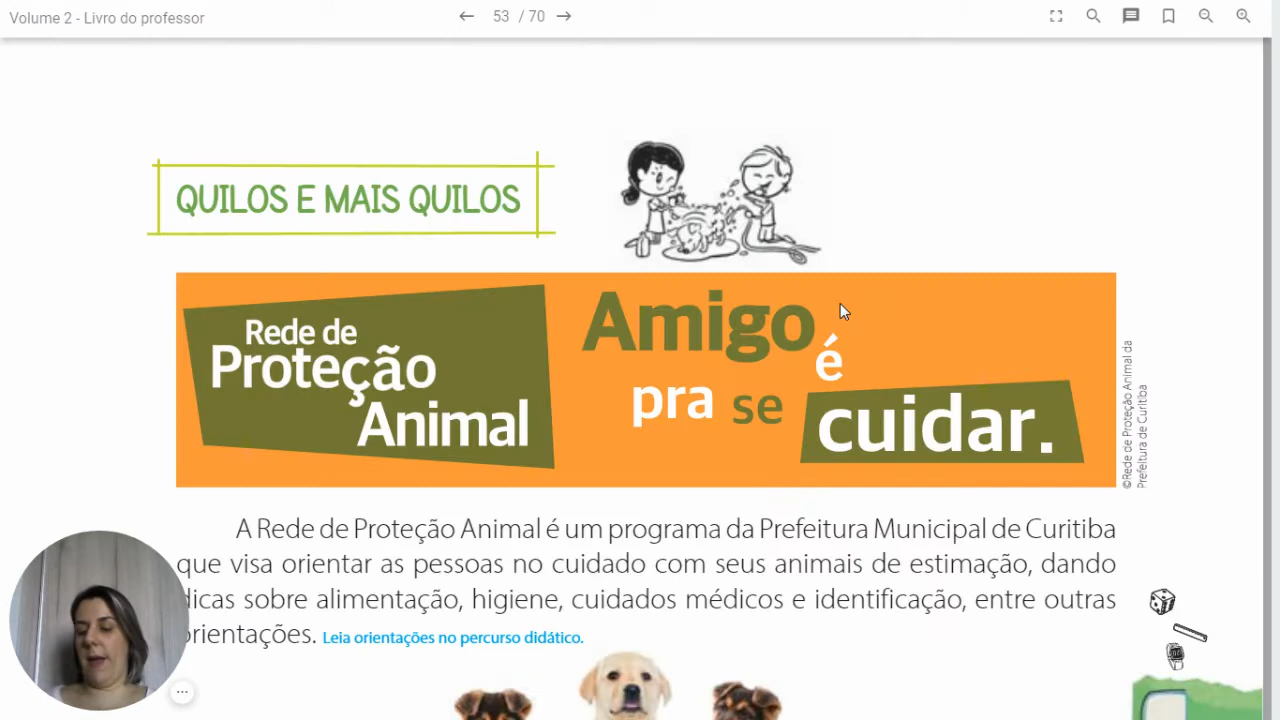 Volume 2 - Livro do professor
53 / 70
QUILOS E MAIS QUILOS
Rede de
Proteção
Animal
Amigo
é
pra se
cuidar.
©Rede de Proteção Animal da
Prefeitura de Curitiba
A Rede de Proteção Animal é um programa da Prefeitura Municipal de Curitiba
que visa orientar as pessoas no cuidado com seus animais de estimação, dando
dicas sobre alimentação, higiene, cuidados médicos e identificação, entre outras
orientações. Leia orientações no percurso didático.